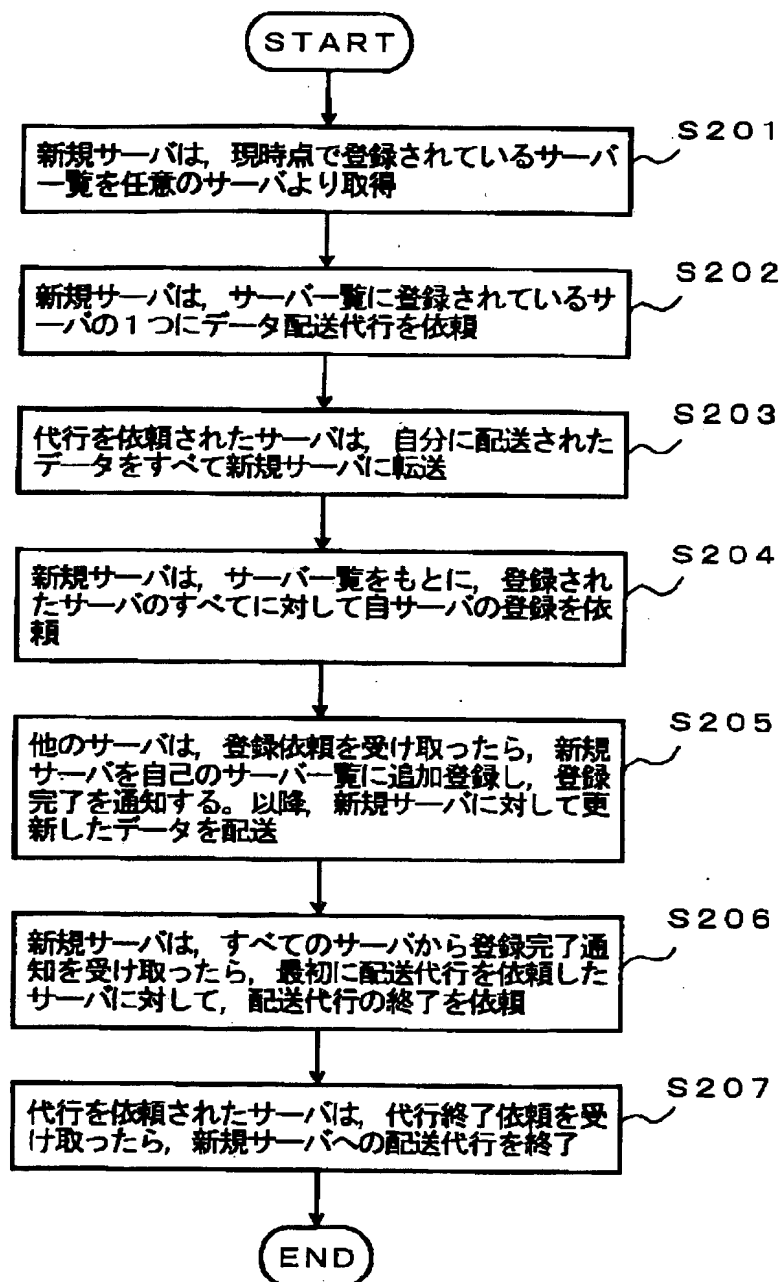 START
S201
新規サーバは，現時点で登録されているサーバ
一覧を任意のサーバより取得
S202
新規サーバは，サーバ一覧に登録されているサ
ーバの１つにデータ配送代行を依頼
S203
代行を依頼されたサーバは，自分に配送された
データをすべて新規サーバに転送
S204
新規サーバは，サーバ一覧をもとに，登録され
たサーバのすべてに対して自サーバの登録を依
頼
S205
他のサーバは，登録依頼を受け取ったら，新規
サーバを自己のサーバ一覧に追加登録し，登録
完了を通知する。以降，新規サーバに対して更
新したデータを配送
S206
新規サーバは，すべてのサーバから登録完了通
知を受け取ったら，最初に配送代行を依頼した
サーバに対して，配送代行の終了を依頼
S207
代行を依頼されたサーバは，代行終了依頼を受
け取ったら，新規サーバへの配送代行を終了
END